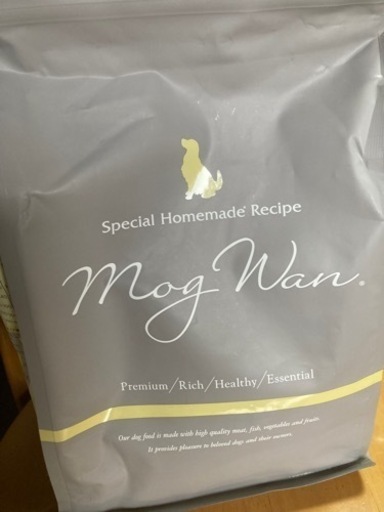 Special Homemade® Recipe
Mog Wan®
Premium/Rich/Healthy/Essential
Our dog food is made with high quality meat, fish, vegetables and fruits.
It provides pleasure to beloved dogs and their owners.